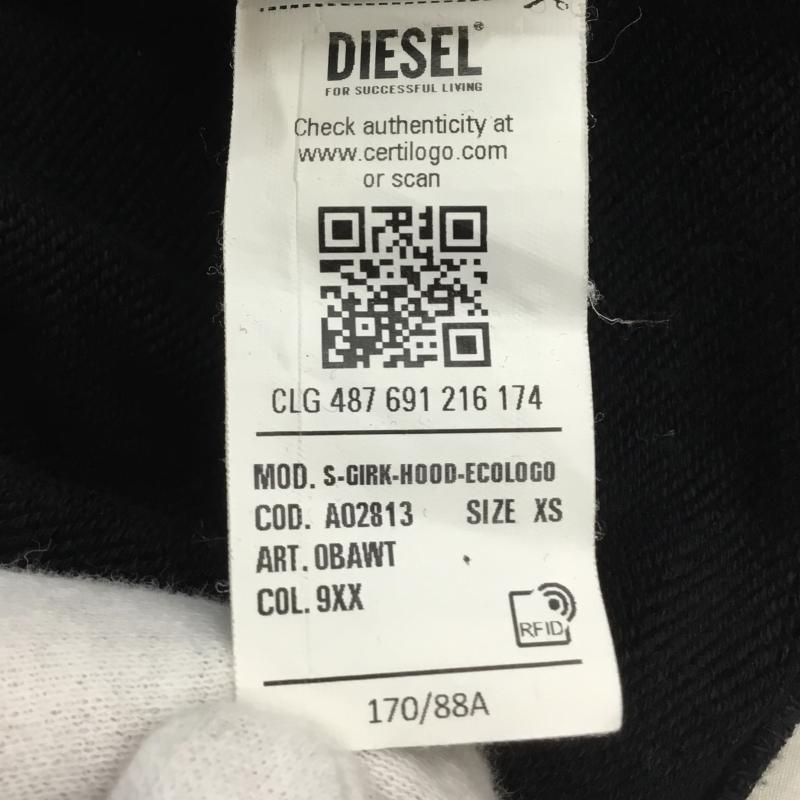 DIESEL®
FOR SUCCESSFUL LIVING
Check authenticity at
www.certilogo.com
or scan
CLG 487 691 216 174
MOD. S-GIRK-HOOD-ECOLOGO
COD. A02813 SIZE XS
ART. 0BAWT
COL. 9XX
RFID
170/88A